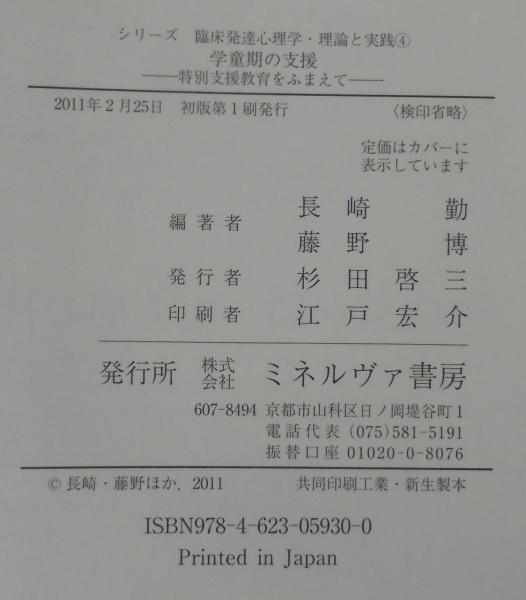 シリーズ 臨床発達心理学・理論と実践④
学童期の支援
――特別支援教育をふまえて――
2011年2月25日 初版第1刷発行 〈検印省略〉
定価はカバーに
表示しています
編著者 長崎 勤
藤野 博
発行者 杉田啓三
印刷者 江戸宏介
発行所 株式会社 ミネルヴァ書房
607-8494 京都市山科区日ノ岡堤谷町1
電話代表 (075)581-5191
振替口座 01020-0-8076
© 長崎・藤野ほか, 2011 共同印刷工業・新生製本
ISBN978-4-623-05930-0
Printed in Japan